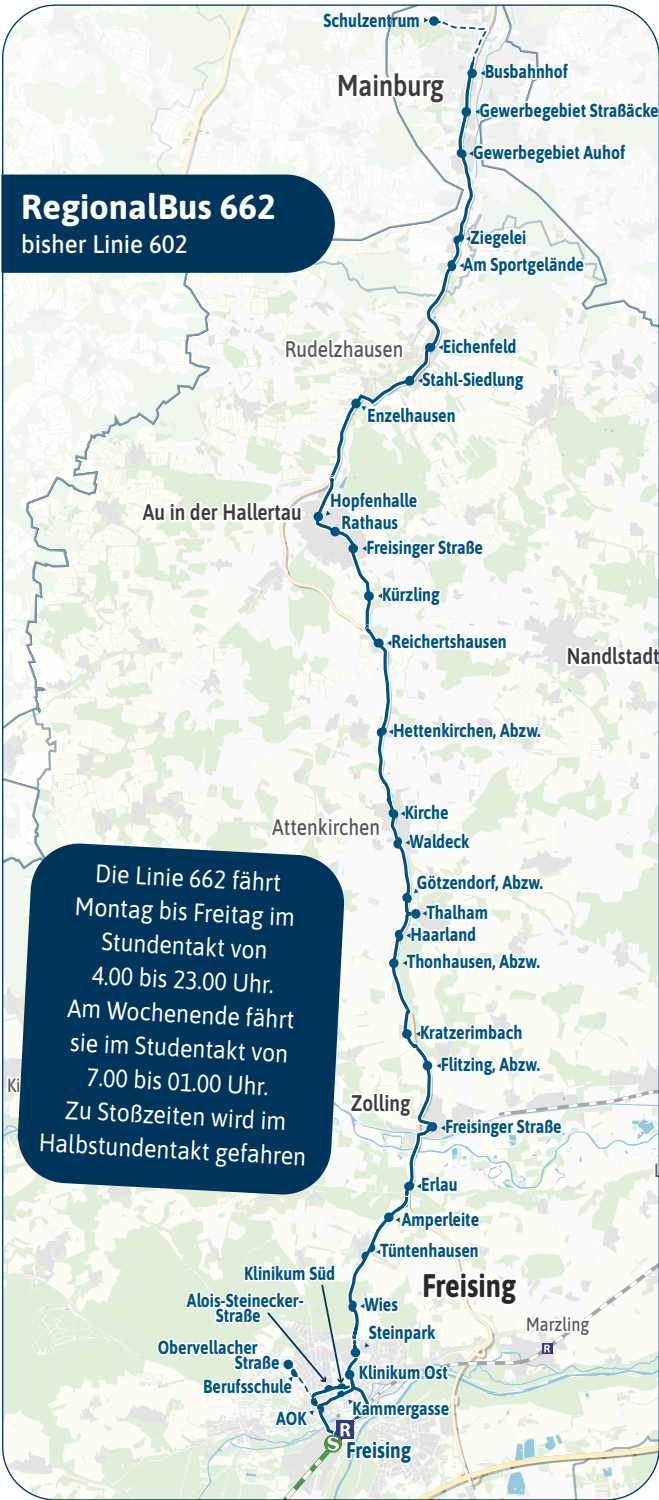 Schulzentrum
Busbahnhof
Mainburg
Gewerbegebiet Straßäcke
Gewerbegebiet Auhof
RegionalBus 662
bisher Linie 602
Ziegelei
Am Sportgelände
Rudelzhausen
Eichenfeld
Stahl-Siedlung
Enzelhausen
Hopfenhalle
Au in der Hallertau
Rathaus
Freisinger Straße
Kürzling
Reichertshausen
Nandlstadt
Hettenkirchen, Abzw.
Kirche
Attenkirchen
Waldeck
Die Linie 662 fährt
Montag bis Freitag im
Stundentakt von
4.00 bis 23.00 Uhr.
Am Wochenende fährt
sie im Studentakt von
7.00 bis 01.00 Uhr.
Zu Stoßzeiten wird im
Halbstundentakt gefahren
Götzendorf, Abzw.
Thalham
Haarland
Thonhausen, Abzw.
Kratzerimbach
Flitzing, Abzw.
Ki
Zolling
Freisinger Straße
L
Erlau
Amperleite
Tüntenhausen
Klinikum Süd
Freising
Alois-Steinecker-
Straße
Wies
Marzling
R
Steinpark
Obervellacher
Straße
Klinikum Ost
Berufsschule
Kammergasse
AOK
R
S
Freising